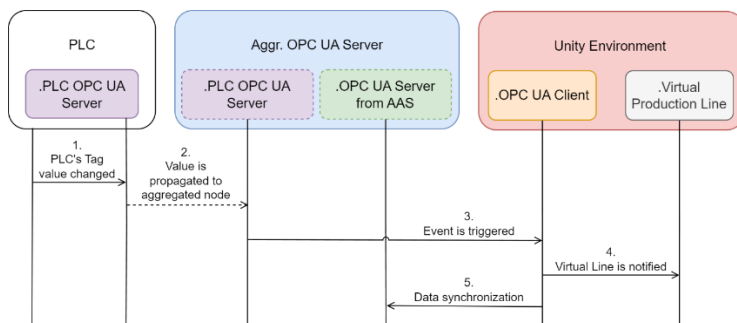 PLC
Aggr. OPC UA Server
Unity Environment
.PLC OPC UA
Server
.PLC OPC UA
Server
.OPC UA Server
from AAS
.OPC UA Client
.Virtual
Production Line
1.
PLC's Tag
value changed
2.
Value is
propagated to
aggregated node
3.
Event is triggered
4.
Virtual Line is notified
5.
Data synchronization